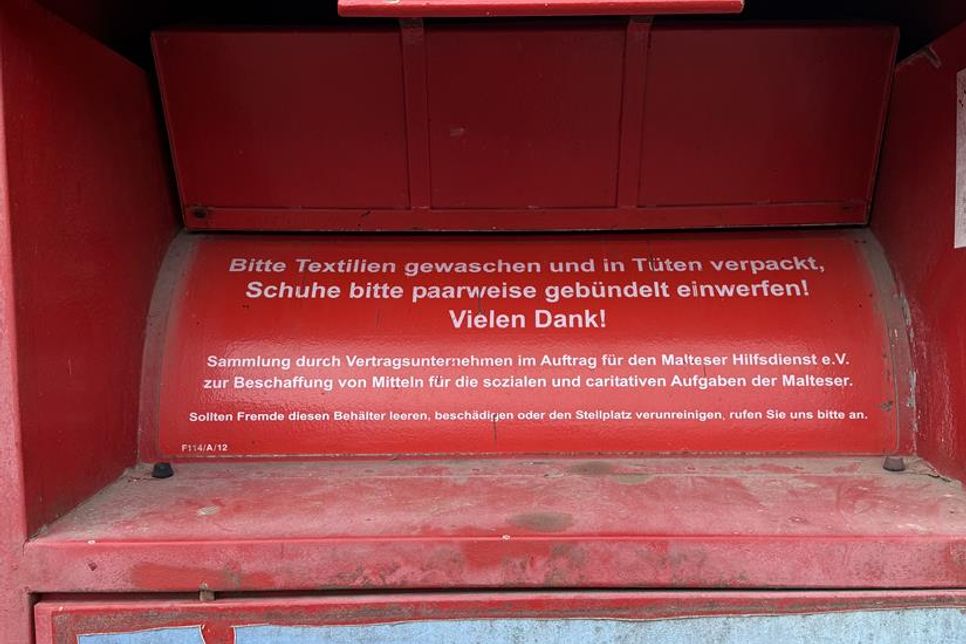 Bitte Textilien gewaschen und in Tüten verpackt,
Schuhe bitte paarweise gebündelt einwerfen!
Vielen Dank!
Sammlung durch Vertragsunternehmen im Auftrag für den Malteser Hilfsdienst e.V.
zur Beschaffung von Mitteln für die sozialen und caritativen Aufgaben der Malteser.
Sollten Fremde diesen Behälter leeren, beschädigen oder den Stellplatz verunreinigen, rufen Sie uns bitte an.
F114/A/12